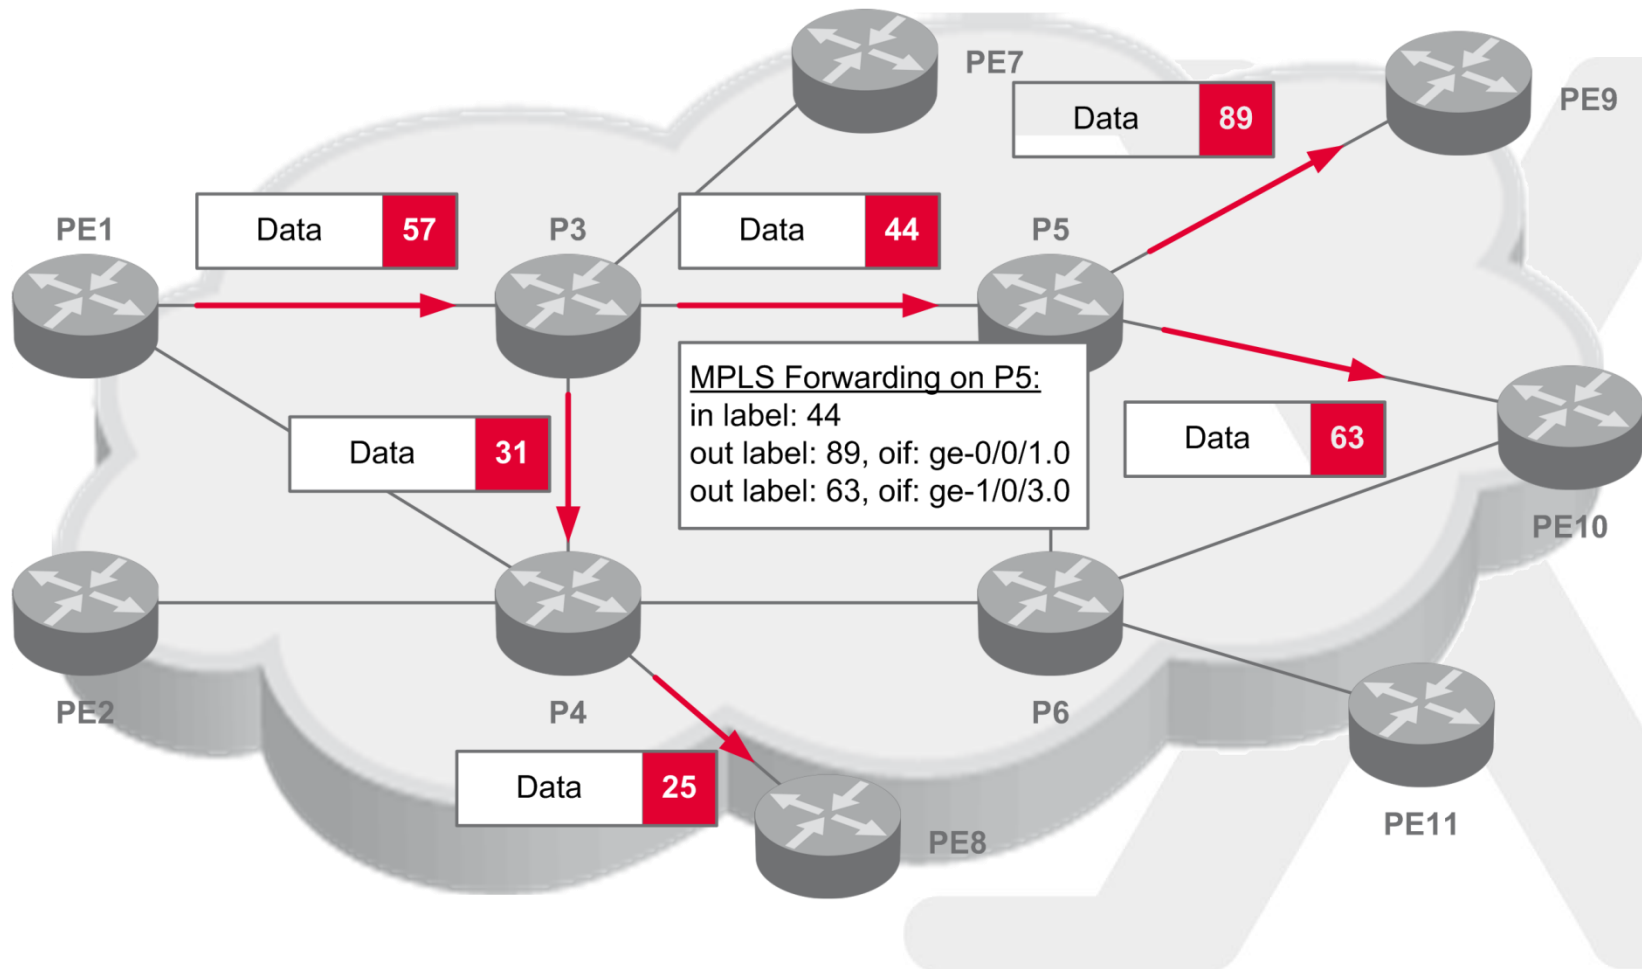 PE7
PE9
Data 89
PE1
Data 57
P3
Data 44
P5
MPLS Forwarding on P5:
in label: 44
out label: 89, oif: ge-0/0/1.0
out label: 63, oif: ge-1/0/3.0
Data 31
Data 63
PE10
PE2
P4
P6
Data 25
PE8
PE11